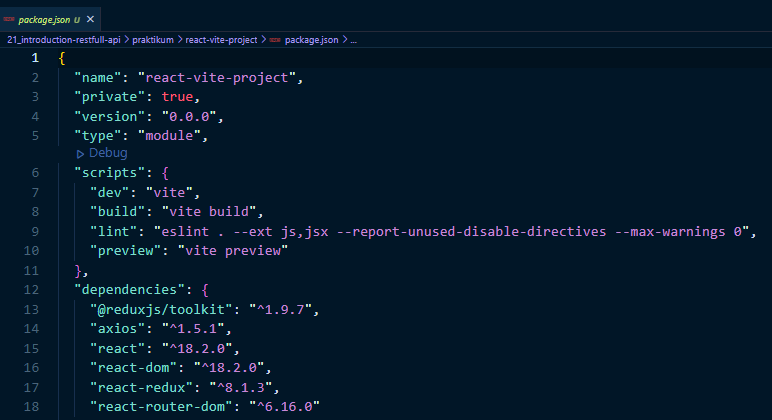 package.json U
21_introduction-restfull-api > praktikum > react-vite-project > package.json > ...
1 {
2 "name": "react-vite-project",
3 "private": true,
4 "version": "0.0.0",
5 "type": "module",
Debug
6 "scripts": {
7 "dev": "vite",
8 "build": "vite build",
9 "lint": "eslint . --ext js,jsx --report-unused-disable-directives --max-warnings 0",
10 "preview": "vite preview"
11 },
12 "dependencies": {
13 "@reduxjs/toolkit": "^1.9.7",
14 "axios": "^1.5.1",
15 "react": "^18.2.0",
16 "react-dom": "^18.2.0",
17 "react-redux": "^8.1.3",
18 "react-router-dom": "^6.16.0"